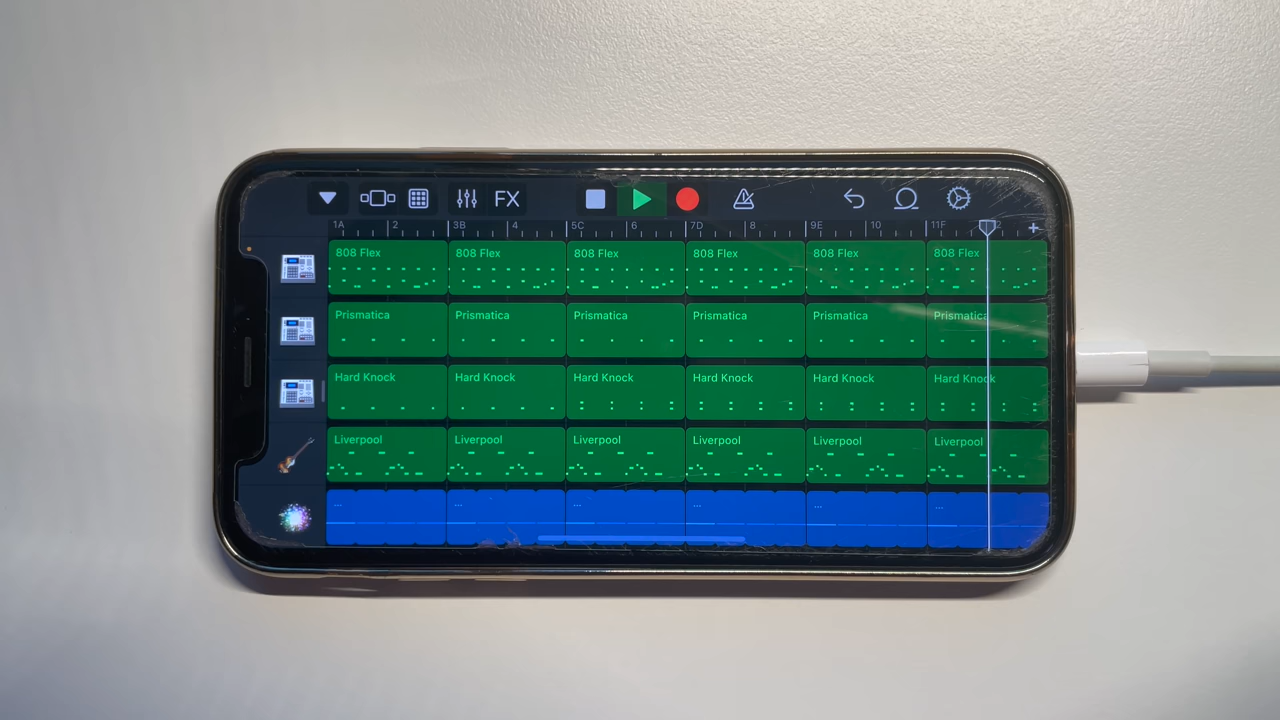 FX
1A 2 3B 4 5C 6 7D 8 9E 10 11F 2 +
808 Flex 808 Flex 808 Flex 808 Flex 808 Flex 808 Flex
Prismatica Prismatica Prismatica Prismatica Prismatica Prismatica
Hard Knock Hard Knock Hard Knock Hard Knock Hard Knock Hard Knock
Liverpool Liverpool Liverpool Liverpool Liverpool Liverpool
... ... ... ... ... ...